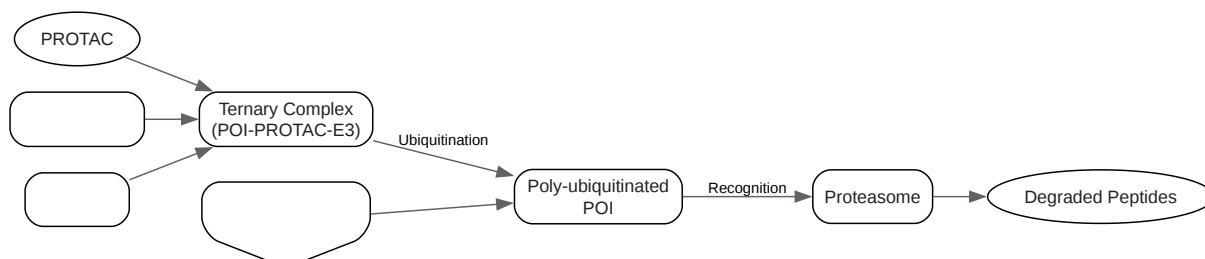 PROTAC
Ternary Complex
(POI-PROTAC-E3)
Ubiquitination
Poly-ubiquitinated
POI
Recognition
Proteasome
Degraded Peptides